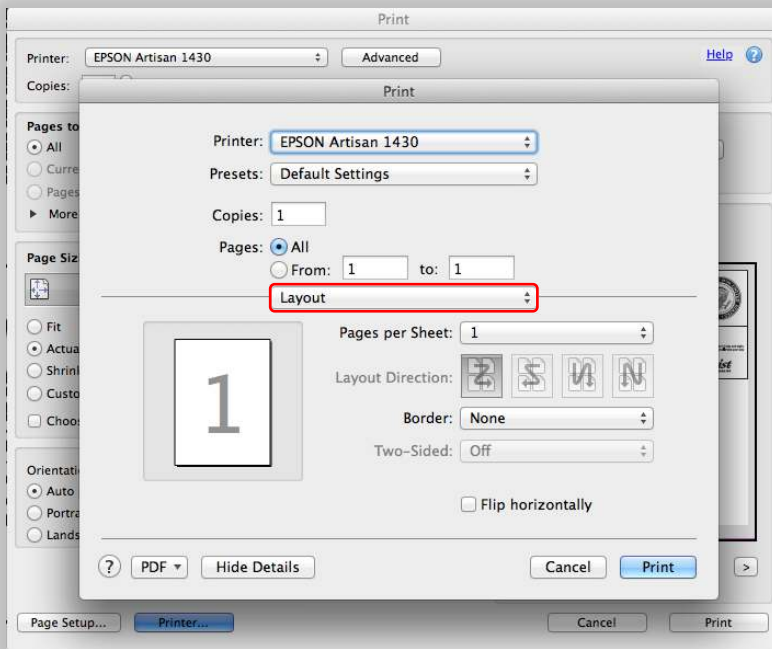 Print
Printer: EPSON Artisan 1430 Advanced Help ?
Copies:
Print
Pages to
All
Curre
Pages
More
Printer: EPSON Artisan 1430
Presets: Default Settings
Copies: 1
Pages: All
From: 1 to: 1
Layout
Page Siz
Fit
Actua
Shrink
Custo
Choos
1
Pages per Sheet: 1
Layout Direction:
Border: None
Two-Sided: Off
Flip horizontally
Orientati
Auto
Portra
Lands
? PDF Hide Details Cancel Print
>
Page Setup... Printer... Cancel Print